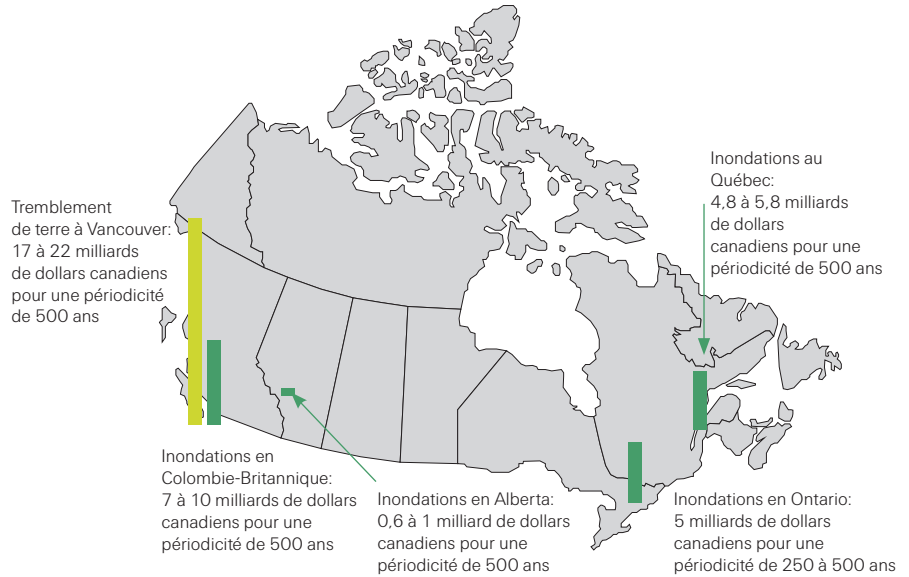 Inondations au
Québec:
4,8 à 5,8 milliards
de dollars
canadiens pour une
périodicité de 500 ans
Tremblement
de terre à Vancouver:
17 à 22 milliards
de dollars canadiens
pour une périodicité
de 500 ans
Inondations en
Colombie-Britannique:
7 à 10 milliards de dollars
canadiens pour une
périodicité de 500 ans
Inondations en Alberta:
0,6 à 1 milliard de dollars
canadiens pour une
périodicité de 500 ans
Inondations en Ontario:
5 milliards de dollars
canadiens pour une
périodicité de 250 à 500 ans